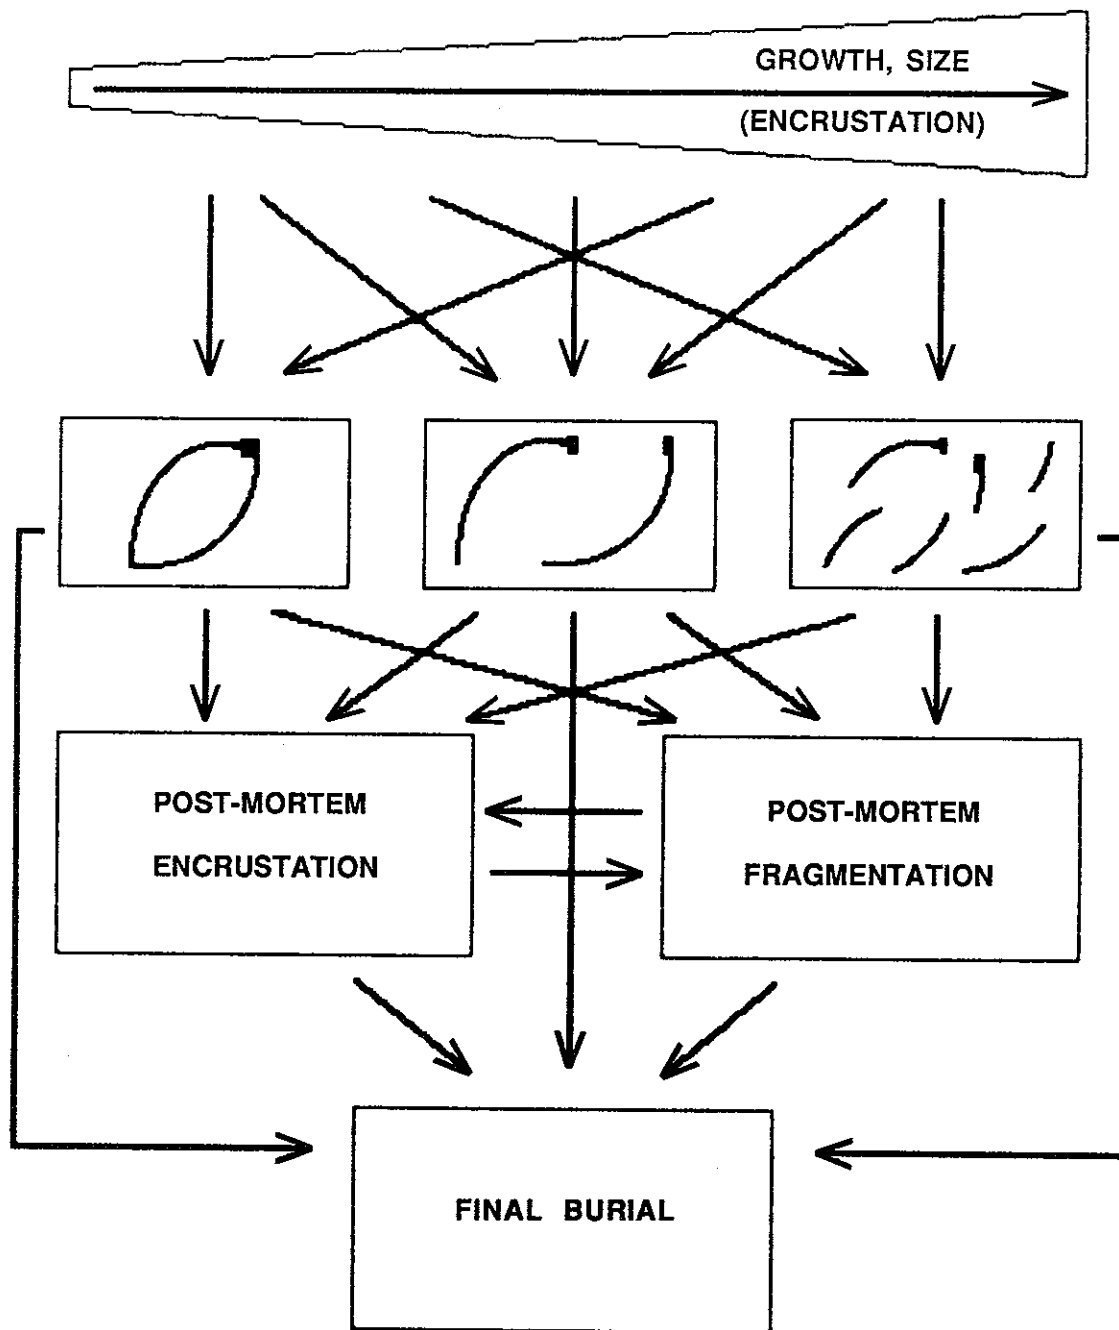 GROWTH, SIZE
(ENCRUSTATION)
POST-MORTEM
ENCRUSTATION
POST-MORTEM
FRAGMENTATION
FINAL BURIAL